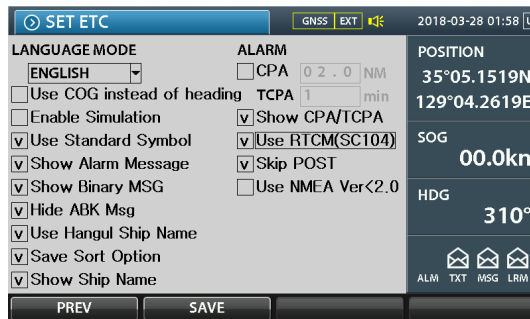 SET ETC
GNSS EXT
2018-03-28 01:58
LANGUAGE MODE
ENGLISH
Use COG instead of heading
Enable Simulation
v Use Standard Symbol
v Show Alarm Message
v Show Binary MSG
v Hide ABK Msg
v Use Hangul Ship Name
v Save Sort Option
v Show Ship Name
ALARM
CPA 02.0 NM
TCPA 1 min
v Show CPA/TCPA
v Use RTCM(SC104)
v Skip POST
Use NMEA Ver<2.0
POSITION
35°05.1519N
129°04.2619E
SOG
00.0kn
HDG
310°
ALM TXT MSG LRM
PREV SAVE